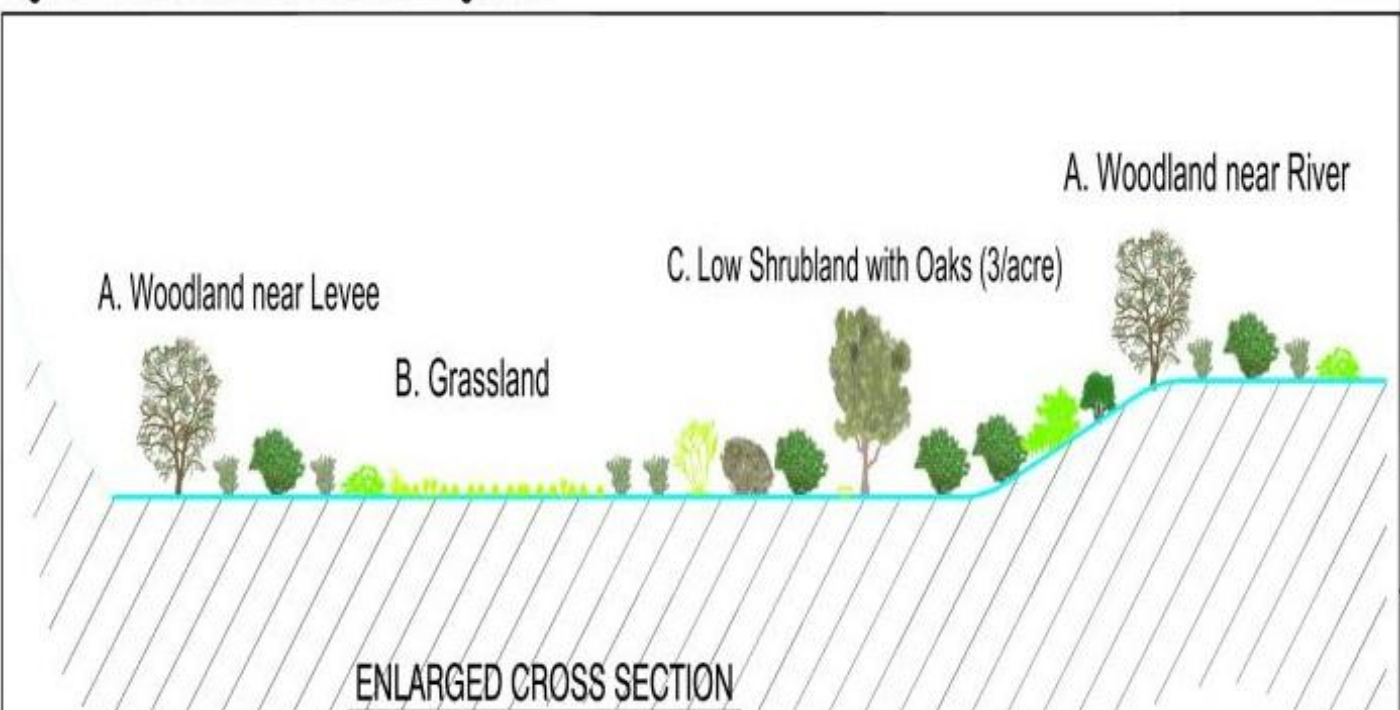 A. Woodland near River
C. Low Shrubland with Oaks (3/acre)
A. Woodland near Levee
B. Grassland
ENLARGED CROSS SECTION